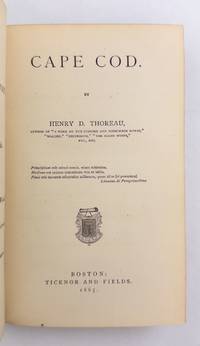 CAPE COD.
BY
HENRY D. THOREAU,
AUTHOR OF "A WEEK ON THE CONCORD AND MERRIMACK RIVERS,"
"WALDEN," "EXCURSIONS," "THE MAINE WOODS,"
ETC., ETC.
BOSTON:
TICKNOR AND FIELDS.
1865.